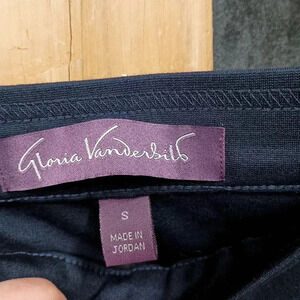 Gloria Vanderbilt
S
MADE IN
JORDAN